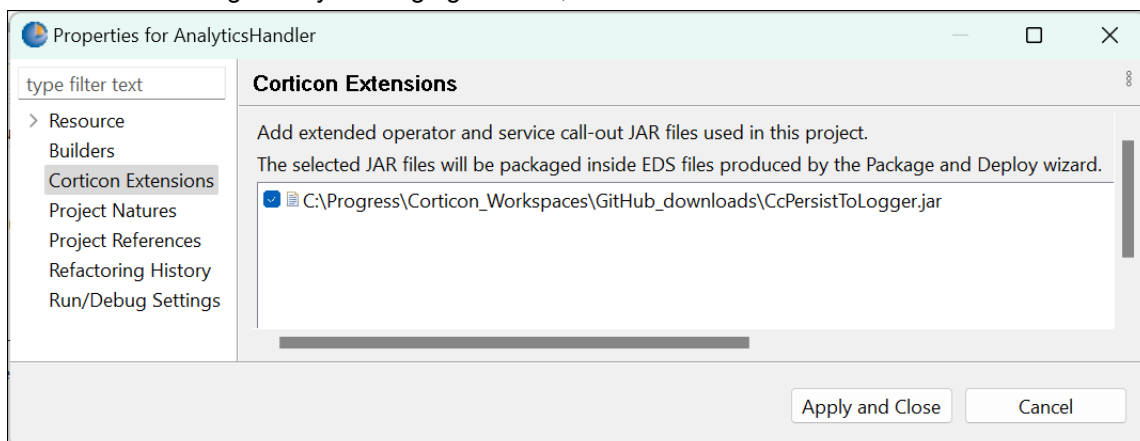 Properties for AnalyticsHandler
type filter text
Corticon Extensions
Resource
Builders
Corticon Extensions
Project Natures
Project References
Refactoring History
Run/Debug Settings
Add extended operator and service call-out JAR files used in this project.
The selected JAR files will be packaged inside EDS files produced by the Package and Deploy wizard.
C:\Progress\Corticon_Workspaces\GitHub_downloads\CcPersistToLogger.jar
Apply and Close
Cancel